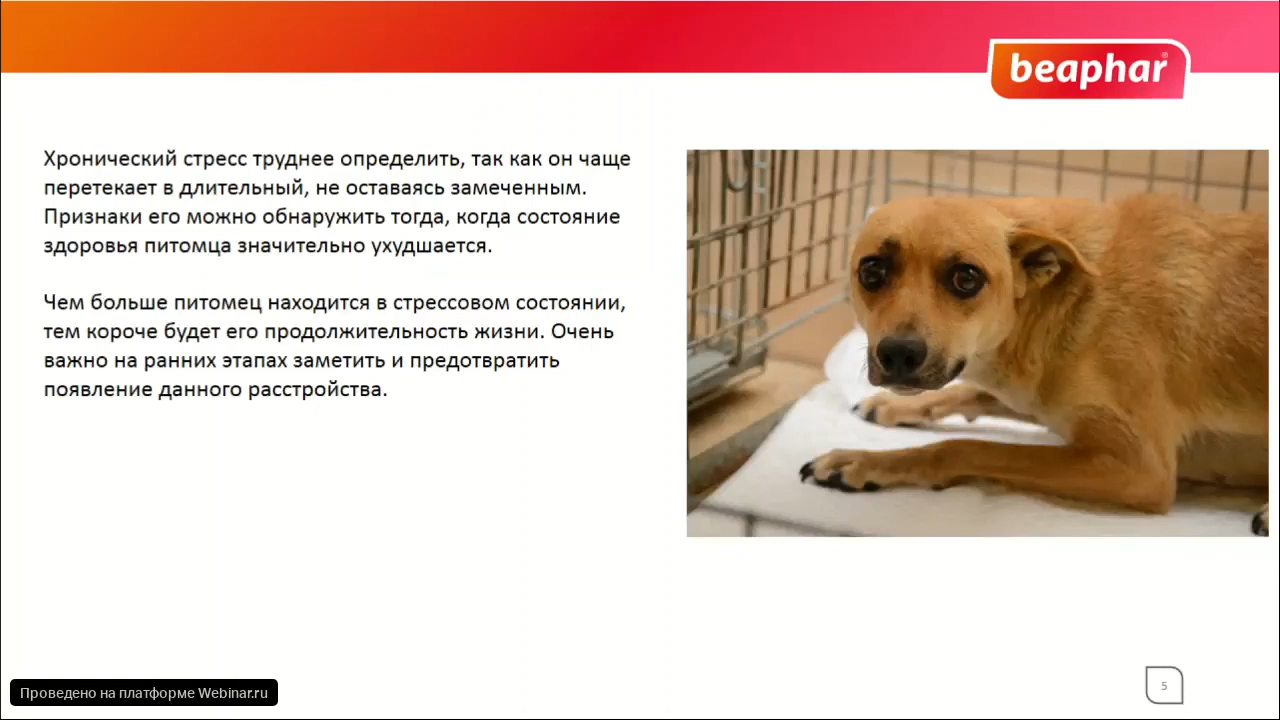 beaphar®
Хронический стресс труднее определить, так как он чаще
перетекает в длительный, не оставаясь замеченным.
Признаки его можно обнаружить тогда, когда состояние
здоровья питомца значительно ухудшается.
Чем больше питомец находится в стрессовом состоянии,
тем короче будет его продолжительность жизни. Очень
важно на ранних этапах заметить и предотвратить
появление данного расстройства.
Проведено на платформе Webinar.ru
5